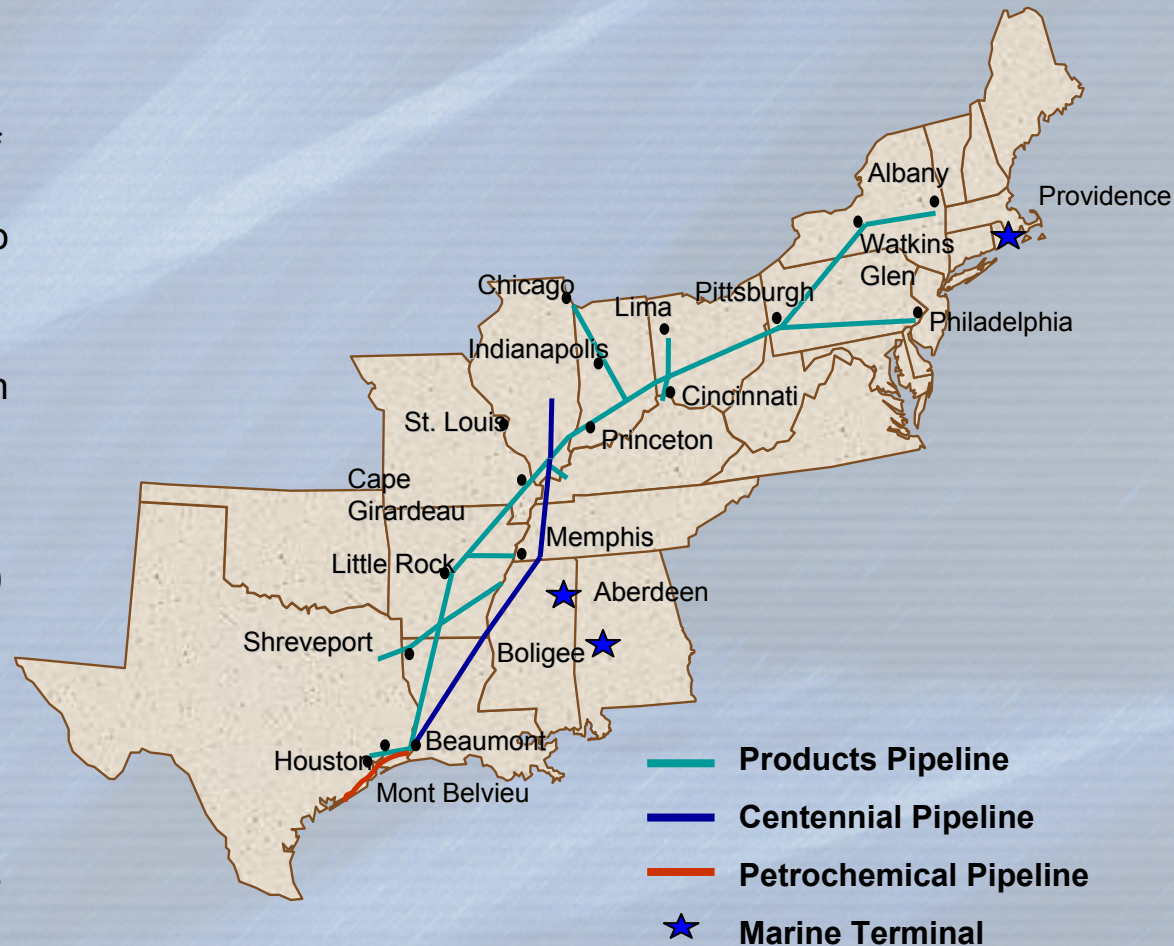 Albany
Providence
Watkins
Glen
Chicago
Pittsburgh
Lima
Philadelphia
Indianapolis
Cincinnati
St. Louis
Princeton
Cape
Girardeau
Memphis
Little Rock
Aberdeen
Shreveport
Boligee
Beaumont
Houston
Mont Belvieu
Products Pipeline
Centennial Pipeline
Petrochemical Pipeline
Marine Terminal